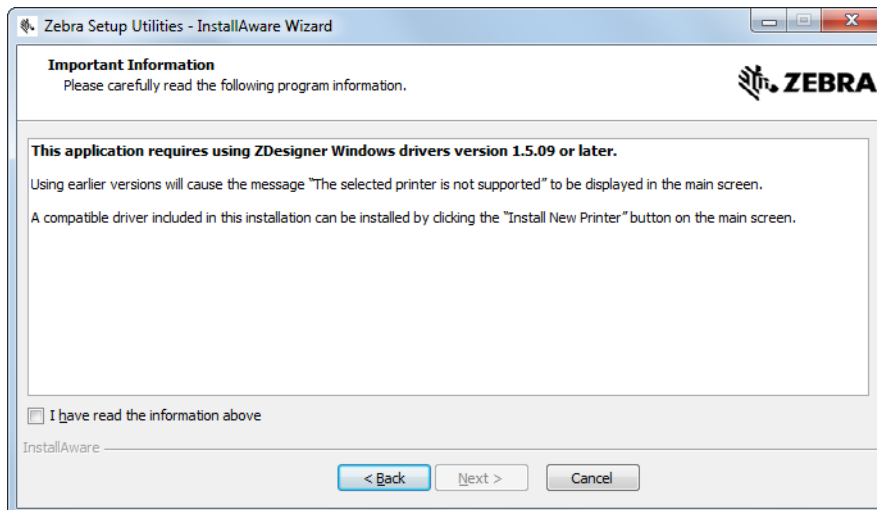 Zebra Setup Utilities - InstallAware Wizard
Important Information
Please carefully read the following program information.
ZEBRA
This application requires using ZDesigner Windows drivers version 1.5.09 or later.
Using earlier versions will cause the message “The selected printer is not supported” to be displayed in the main screen.
A compatible driver included in this installation can be installed by clicking the “Install New Printer” button on the main screen.
I have read the information above
InstallAware
< Back Next > Cancel